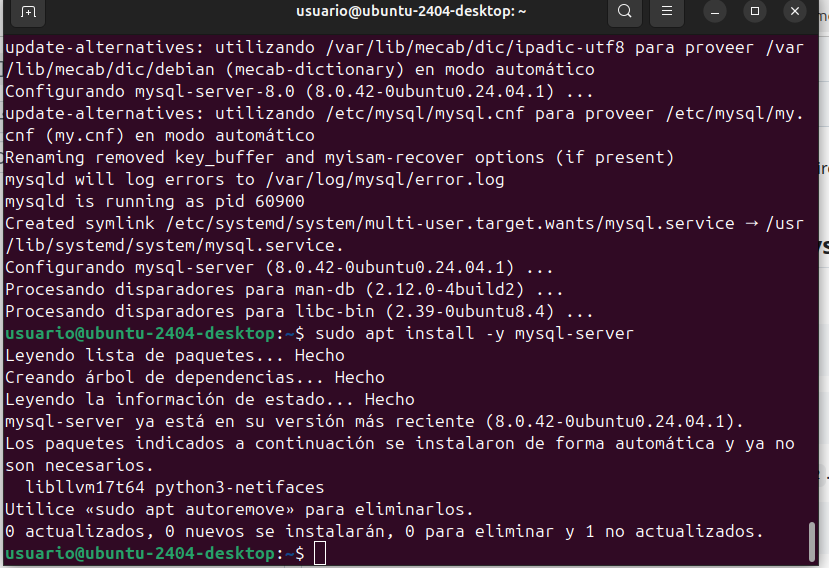 usuario@ubuntu-2404-desktop: ~
update-alternatives: utilizando /var/lib/mecab/dic/ipadic-utf8 para proveer /var
/lib/mecab/dic/debian (mecab-dictionary) en modo automático
Configurando mysql-server-8.0 (8.0.42-0ubuntu0.24.04.1) ...
update-alternatives: utilizando /etc/mysql/mysql.cnf para proveer /etc/mysql/my.
cnf (my.cnf) en modo automático
Renaming removed key_buffer and myisam-recover options (if present)
mysqld will log errors to /var/log/mysql/error.log
mysqld is running as pid 60900
Created symlink /etc/systemd/system/multi-user.target.wants/mysql.service → /usr
/lib/systemd/system/mysql.service.
Configurando mysql-server (8.0.42-0ubuntu0.24.04.1) ...
Procesando disparadores para man-db (2.12.0-4build2) ...
Procesando disparadores para libc-bin (2.39-0ubuntu8.4) ...
usuario@ubuntu-2404-desktop:~$ sudo apt install -y mysql-server
Leyendo lista de paquetes... Hecho
Creando árbol de dependencias... Hecho
Leyendo la información de estado... Hecho
mysql-server ya está en su versión más reciente (8.0.42-0ubuntu0.24.04.1).
Los paquetes indicados a continuación se instalaron de forma automática y ya no
son necesarios.
  libllvm17t64 python3-netifaces
Utilice «sudo apt autoremove» para eliminarlos.
0 actualizados, 0 nuevos se instalarán, 0 para eliminar y 1 no actualizados.
usuario@ubuntu-2404-desktop:~$